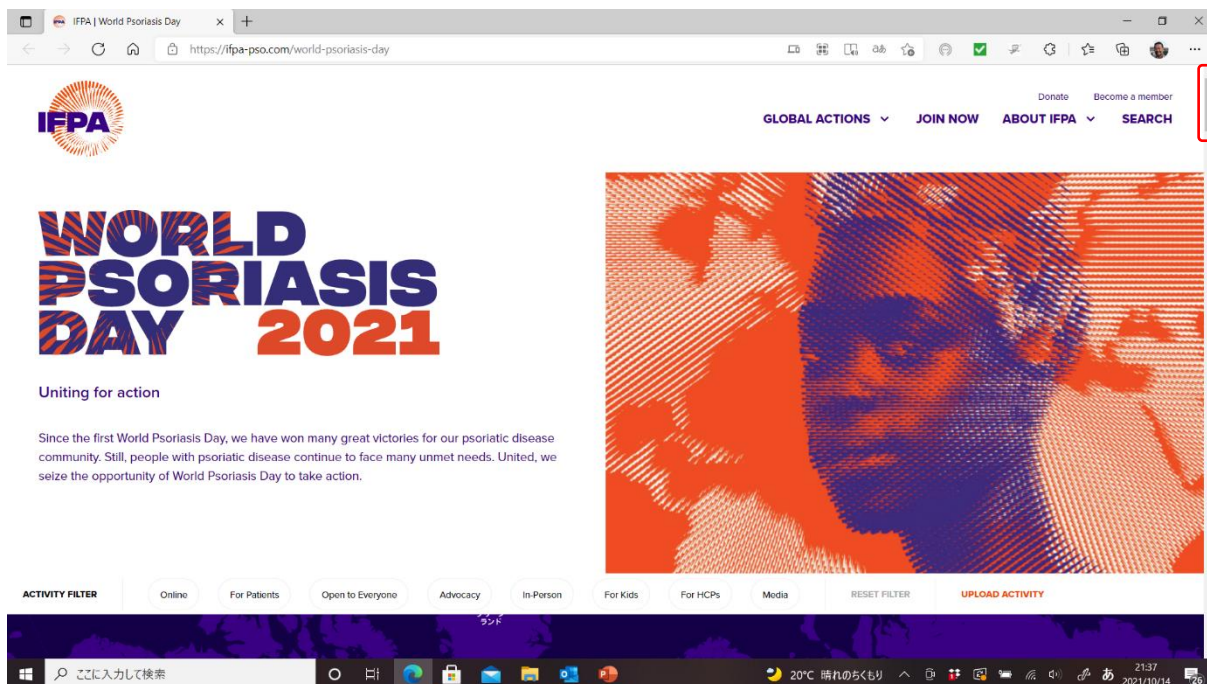 IFPA | World Psoriasis Day
https://ifpa-pso.com/world-psoriasis-day
Donate Become a member
IFPA
GLOBAL ACTIONS JOIN NOW ABOUT IFPA SEARCH
WORLD
PSORIASIS
DAY 2021
Uniting for action
Since the first World Psoriasis Day, we have won many great victories for our psoriatic disease
community. Still, people with psoriatic disease continue to face many unmet needs. United, we
seize the opportunity of World Psoriasis Day to take action.
ACTIVITY FILTER Online For Patients Open to Everyone Advocacy In-Person For Kids For HCPs Media RESET FILTER UPLOAD ACTIVITY
ランド
ここに入力して検索
20°C 晴れのちくもり
あ
21:37
2021/10/14
26